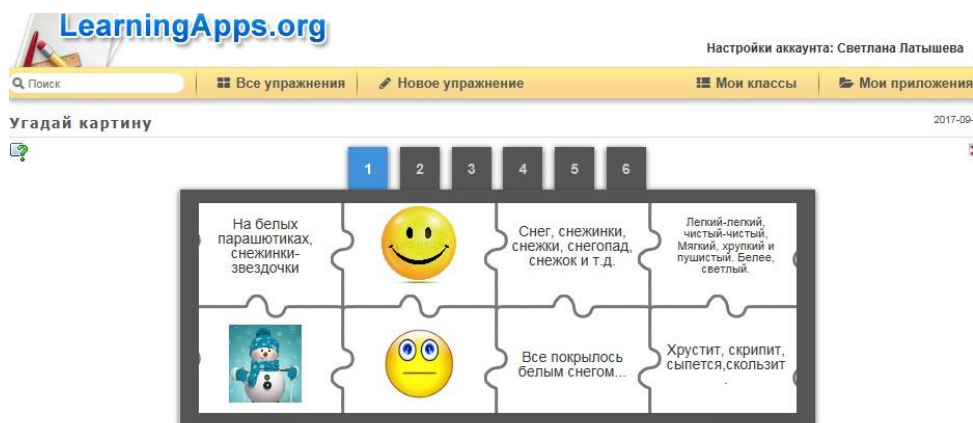 LearningApps.org
Настройки аккаунта: Светлана Латышева
Поиск
Все упражнения
Новое упражнение
Мои классы
Мои приложения
Угадай картину
2017-09-
1 2 3 4 5 6
На белых
парашютиках,
снежинки-
звездочки
Снег, снежинки,
снежки, снегопад,
снежок и т.д.
Легкий-легкий,
чистый-чистый,
Мягкий, хрупкий и
пушистый. Белее,
светлый.
Все покрылось
белым снегом...
Хрустит, скрипит,
сыпется,скользит
.